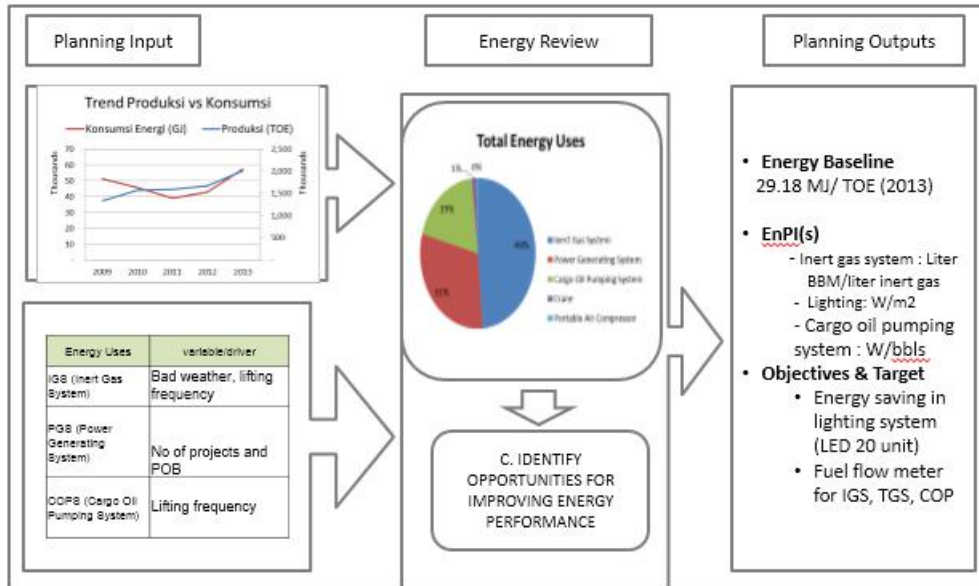 Planning Input
Energy Review
Planning Outputs
Trend Produksi vs Konsumsi
Konsumsi Energi (GJ)
Produksi (TOE)
70
60
50
40
30
20
10
-
Thousands
2,500
2,000
1,500
1,000
500
-
Thousands
2009 2010 2011 2012 2013
Energy Uses
variable/driver
IGS (Inert Gas
System)
Bad weather, lifting
frequency
PGS (Power
Generating
System)
No of projects and
POB
COPS (Cargo Oil
Pumping System)
Lifting frequency
Total Energy Uses
1%
0%
19%
31%
Inert Gas System
Power Generating System
Cargo Oil Pumping System
Crane
Portable Air Compressor
C. IDENTIFY
OPPORTUNITIES FOR
IMPROVING ENERGY
PERFORMANCE
• Energy Baseline
29.18 MJ/ TOE (2013)
• EnPI(s)
- Inert gas system : Liter
BBM/liter inert gas
- Lighting: W/m2
- Cargo oil pumping
system : W/bbls
• Objectives & Target
• Energy saving in
lighting system
(LED 20 unit)
• Fuel flow meter
for IGS, TGS, COP